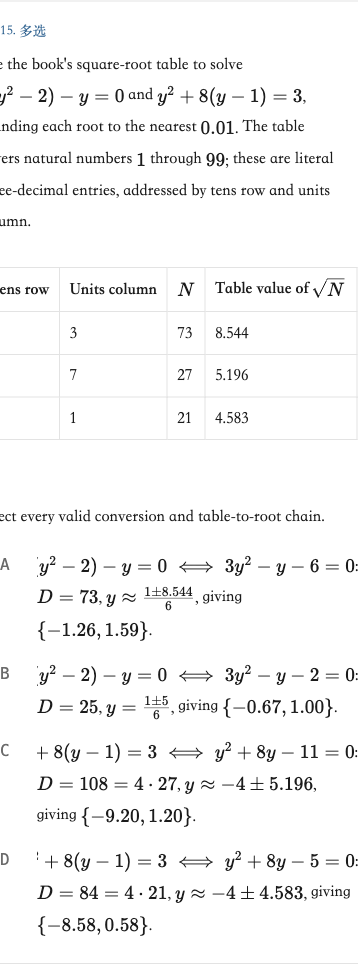 15. 多选
the book's square-root table to solve
y² − 2) − y = 0 and y² + 8(y − 1) = 3,
nding each root to the nearest 0.01. The table
ers natural numbers 1 through 99; these are literal
ee-decimal entries, addressed by tens row and units
umn.
ens row Units column N Table value of √N
3 73 8.544
7 27 5.196
1 21 4.583
ect every valid conversion and table-to-root chain.
A y² − 2) − y = 0 ⟺ 3y² − y − 6 = 0:
D = 73, y ≈ (1±8.544)/6, giving
{−1.26, 1.59}.
B y² − 2) − y = 0 ⟺ 3y² − y − 2 = 0:
D = 25, y = (1±5)/6, giving {−0.67, 1.00}.
C + 8(y − 1) = 3 ⟺ y² + 8y − 11 = 0:
D = 108 = 4 · 27, y ≈ −4 ± 5.196,
giving {−9.20, 1.20}.
D + 8(y − 1) = 3 ⟺ y² + 8y − 5 = 0:
D = 84 = 4 · 21, y ≈ −4 ± 4.583, giving
{−8.58, 0.58}.